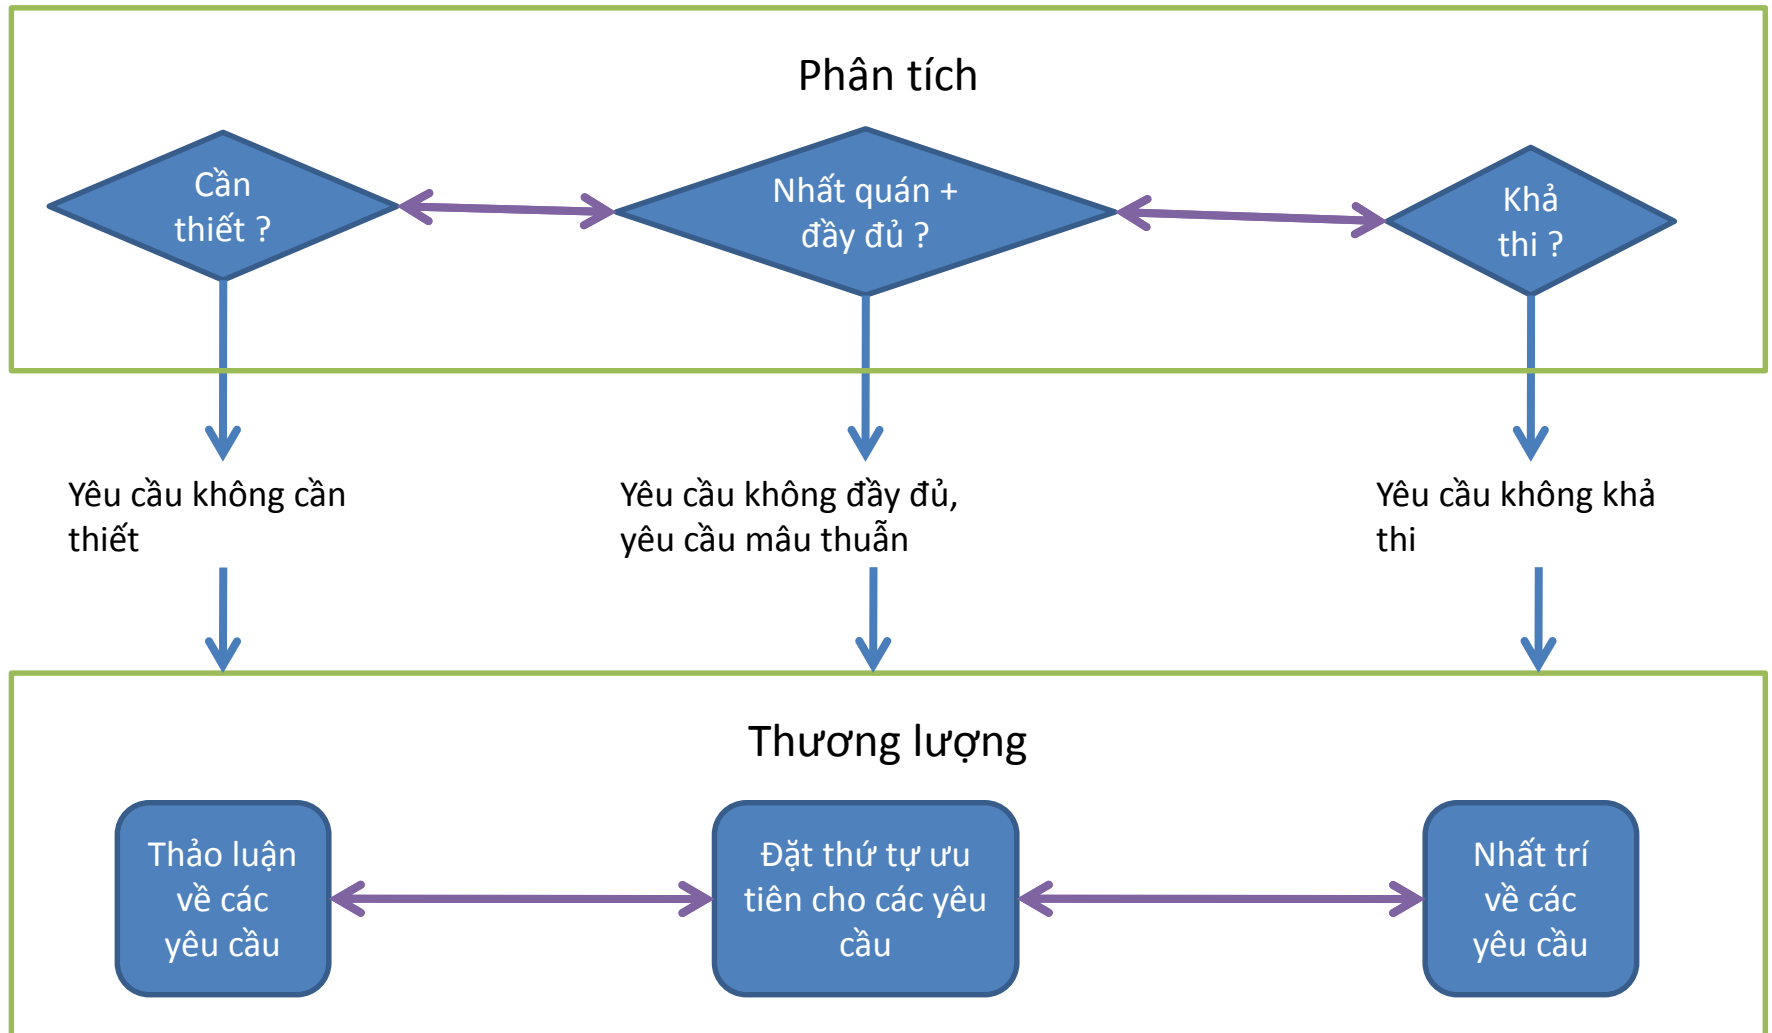 Phân tích
Cần
thiết ?
Nhất quán +
đầy đủ ?
Khả
thi ?
Yêu cầu không cần
thiết
Yêu cầu không đầy đủ,
yêu cầu mâu thuẫn
Yêu cầu không khả
thi
Thương lượng
Thảo luận
về các
yêu cầu
Đặt thứ tự ưu
tiên cho các yêu
cầu
Nhất trí
về các
yêu cầu